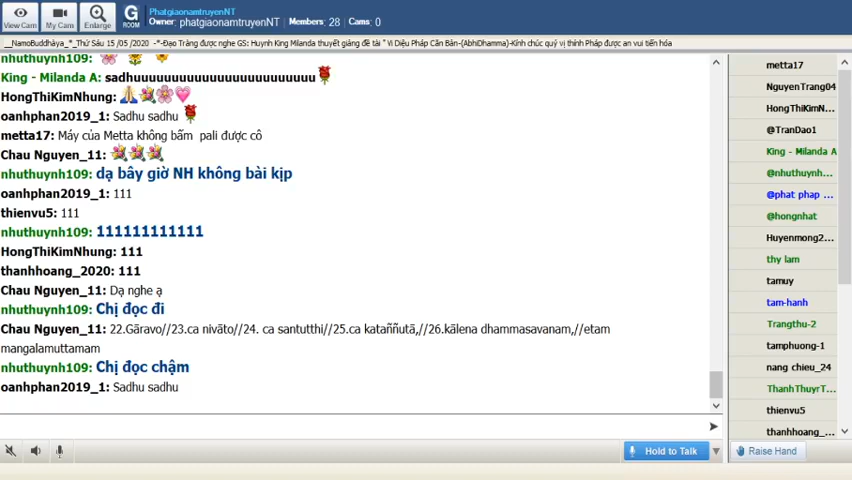 PhatgiaonamtruyenNT
Owner: phatgiaonamtruyenNT Members: 28 Cams: 0
View Cam
My Cam
Enlarge
G
ROOM
__NamoBuddhàya_*_Thứ Sáu 15 /05 /2020 -*-Đạo Tràng được nghe GS: Huynh King Milanda thuyết giảng đề tài " Vi Diệu Pháp Căn Bản-(AbhiDhamma)-Kính chúc quý vị thính Pháp được an vui tiến hóa
nhuthuynh109:
King - Milanda A: sadhuuuuuuuuuuuuuuuuuuuuuuuu
HongThiKimNhung:
oanhphan2019_1: Sadhu sadhu
metta17: Máy của Metta không bấm pali được cô
Chau Nguyen_11:
nhuthuynh109: dạ bây giờ NH không bài kịp
oanhphan2019_1: 111
thienvu5: 111
nhuthuynh109: 111111111111
HongThiKimNhung: 111
thanhhoang_2020: 111
Chau Nguyen_11: Dạ nghe ạ
nhuthuynh109: Chị đọc đi
Chau Nguyen_11: 22.Gāravo//23.ca nivāto//24. ca santutthi//25.ca kataññutā,//26.kālena dhammasavanam,//etam
mangalamuttamam
nhuthuynh109: Chị đọc chậm
oanhphan2019_1: Sadhu sadhu
metta17
NguyenTrang04
HongThiKimN...
@TranDao1
King - Milanda A
@nhuthuynh...
@phat phap ...
@hongnhat
Huyenmong2...
thy lam
tamuy
tam-hanh
Trangthu-2
tamphuong-1
nang chieu_24
ThanhThuyrT...
thienvu5
thanhhoang_...
Hold to Talk
Raise Hand